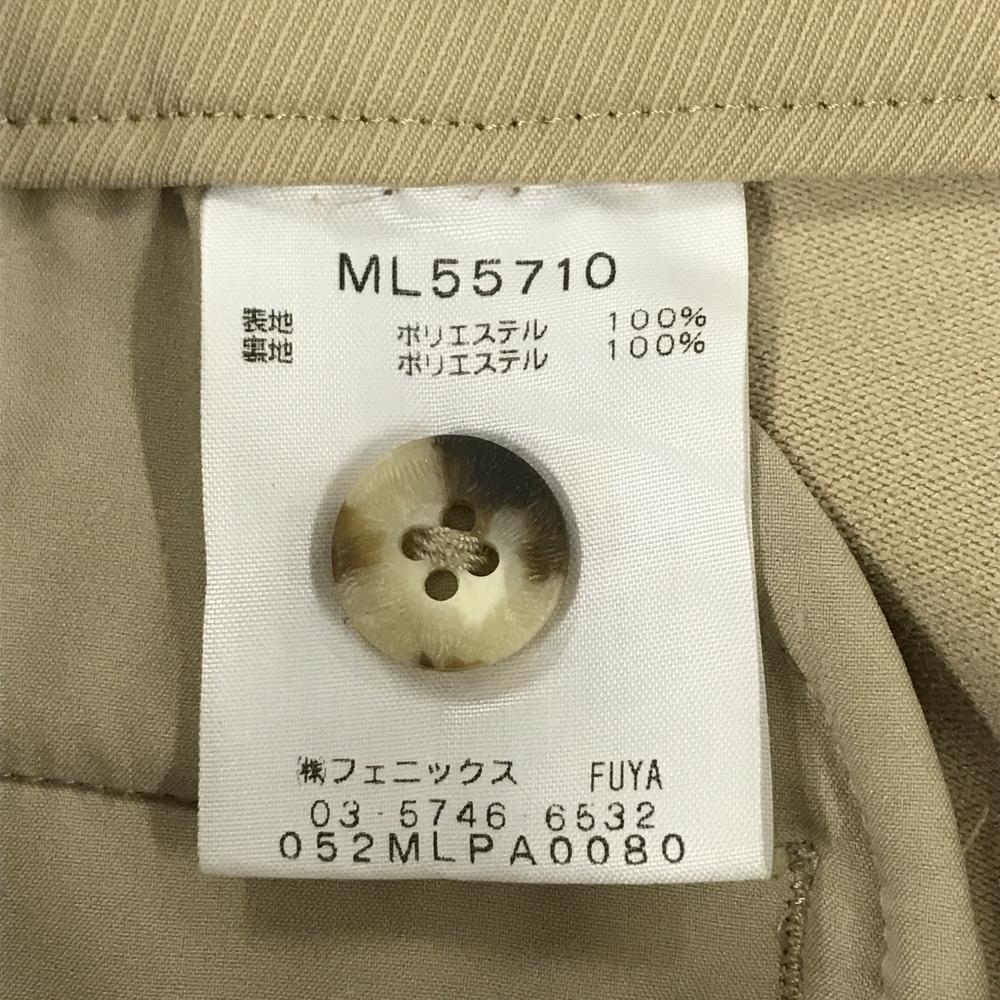 ML55710
表地 ポリエステル 100%
裏地 ポリエステル 100%
㈱フェニックス FUYA
03-5746-6532
052MLPA0080